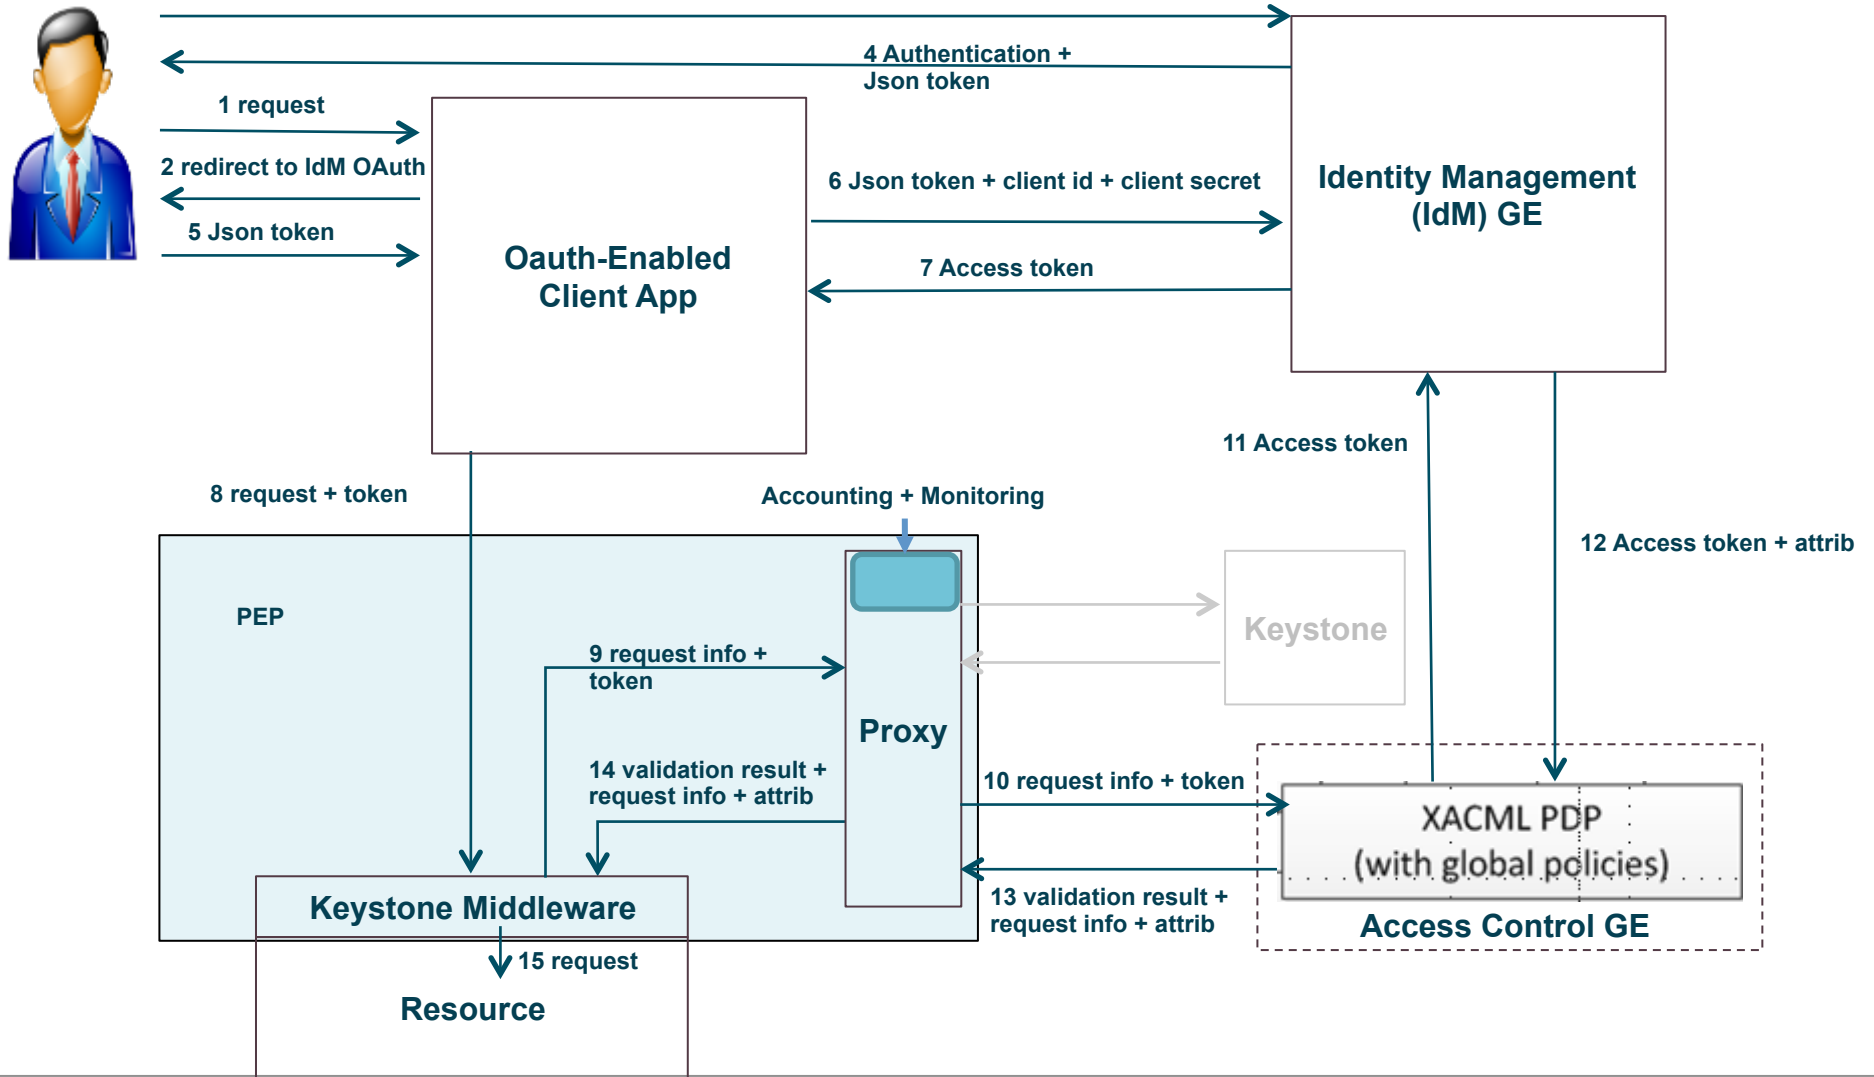 4 Authentication +
Json token
1 request
2 redirect to IdM OAuth
5 Json token
Oauth-Enabled
Client App
6 Json token + client id + client secret
7 Access token
Identity Management
(IdM) GE
11 Access token
12 Access token + attrib
8 request + token
Accounting + Monitoring
PEP
9 request info +
token
Proxy
Keystone
14 validation result +
request info + attrib
10 request info + token
XACML PDP
(with global policies)
Access Control GE
13 validation result +
request info + attrib
Keystone Middleware
15 request
Resource